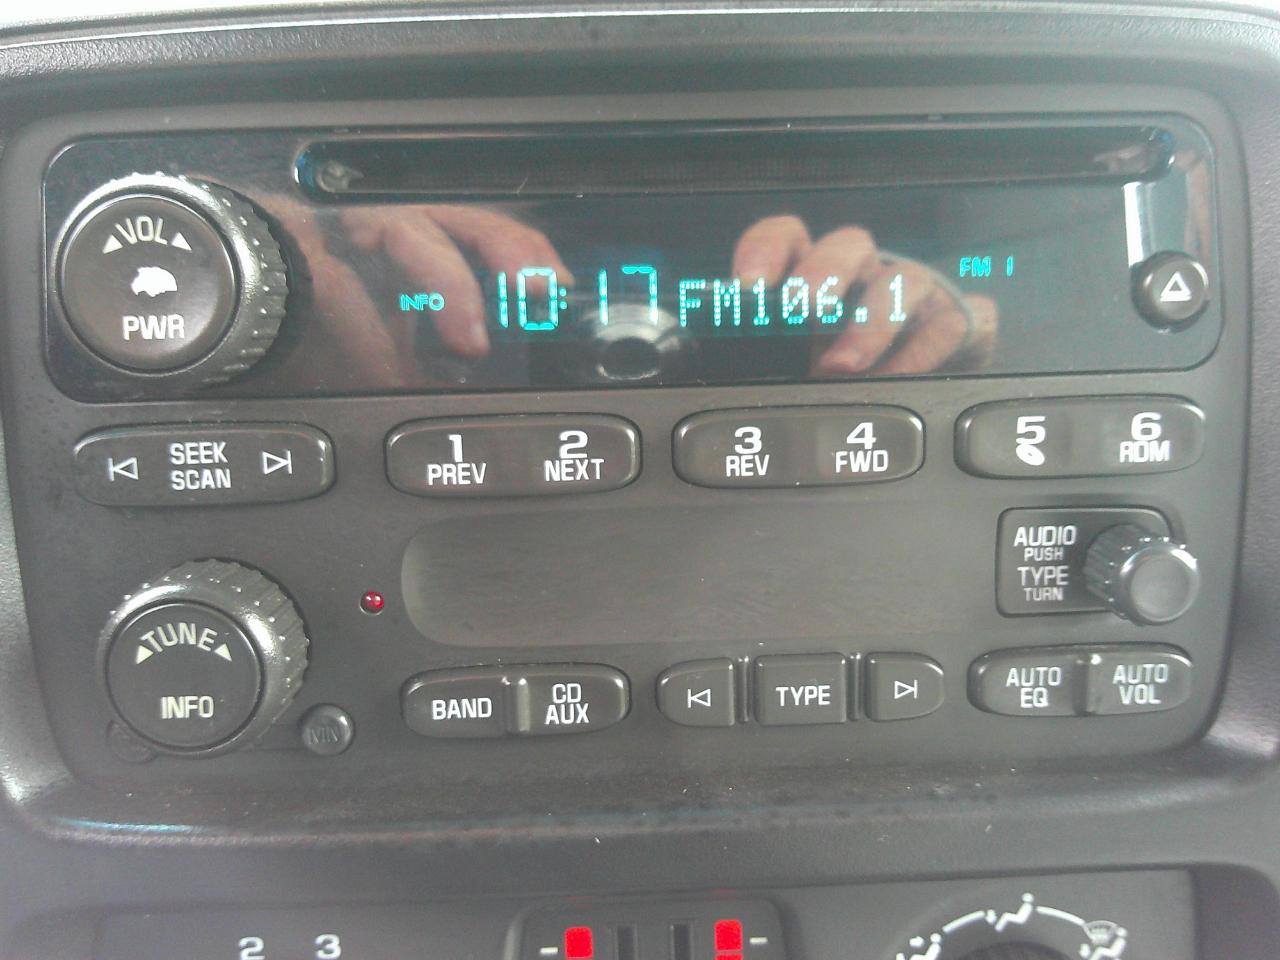 VOL
PWR
INFO 10:17 FM106.1 FM 1
SEEK
SCAN
1
PREV
2
NEXT
3
REV
4
FWD
5
6
RDM
AUDIO
PUSH
TYPE
TURN
TUNE
INFO
MN
BAND
CD
AUX
TYPE
AUTO
EQ
AUTO
VOL
2 3